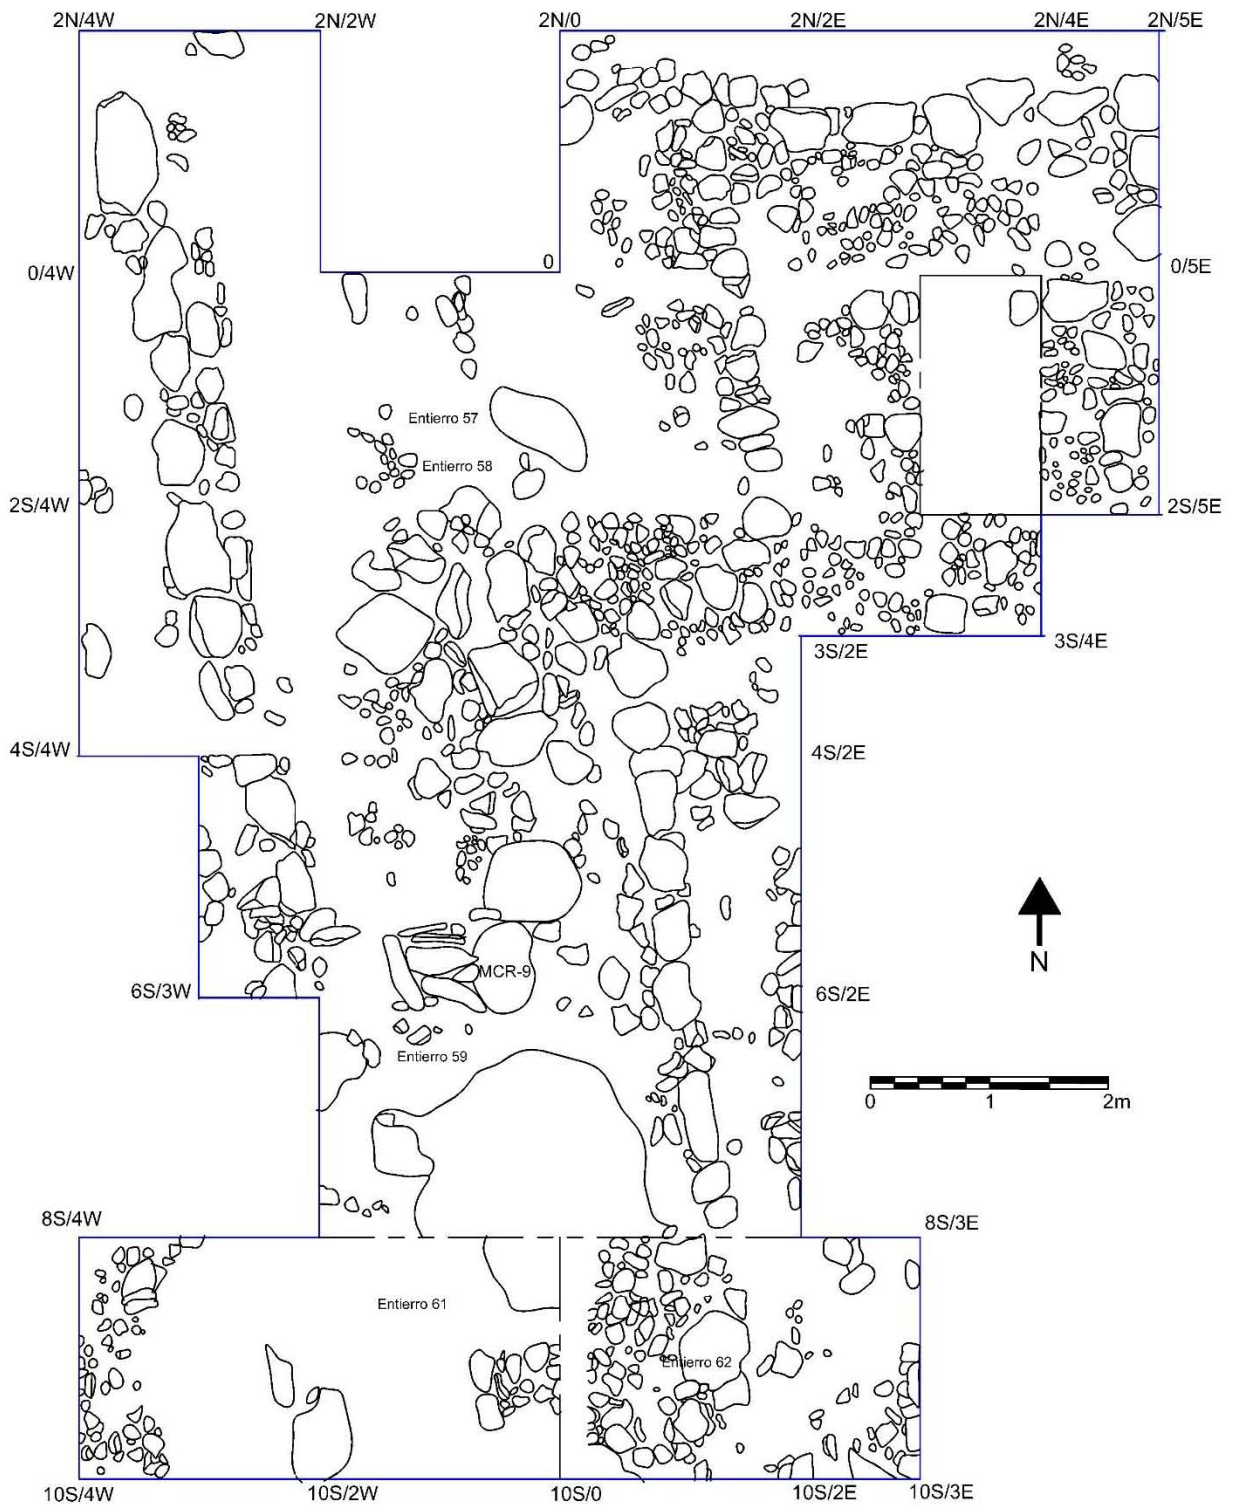 2N/4W
2N/2W
2N/0
2N/2E
2N/4E
2N/5E
0/4W
0
0/5E
Entierro 57
Entierro 58
2S/4W
2S/5E
3S/2E
3S/4E
4S/4W
4S/2E
MCR-9
6S/3W
6S/2E
N
Entierro 59
0
1
2m
8S/4W
8S/3E
Entierro 61
Entierro 62
10S/4W
10S/2W
10S/0
10S/2E
10S/3E